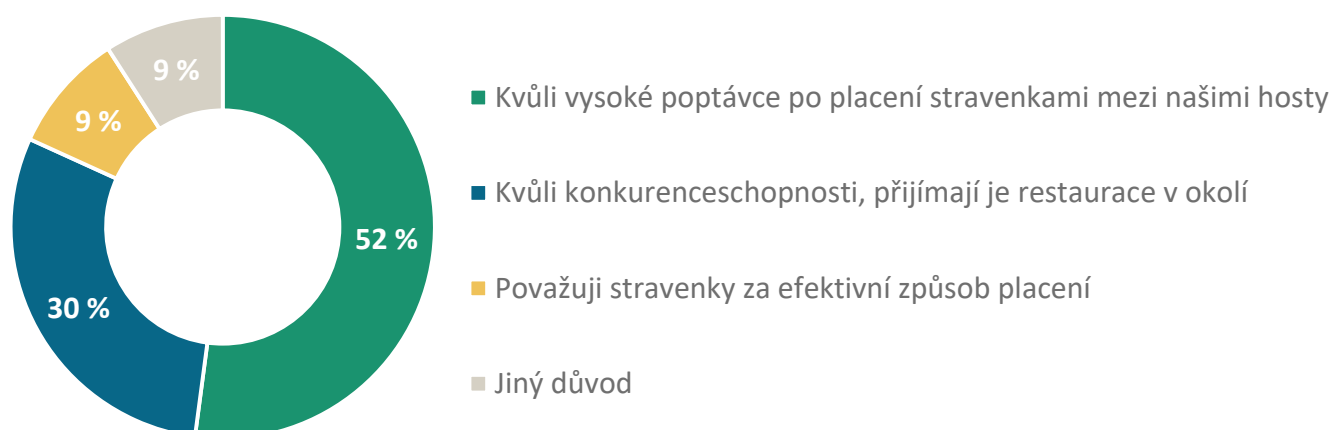 9 %
9 %
52 %
30 %
Kvůli vysoké poptávce po placení stravenkami mezi našimi hosty
Kvůli konkurenceschopnosti, přijímají je restaurace v okolí
Považuji stravenky za efektivní způsob placení
Jiný důvod